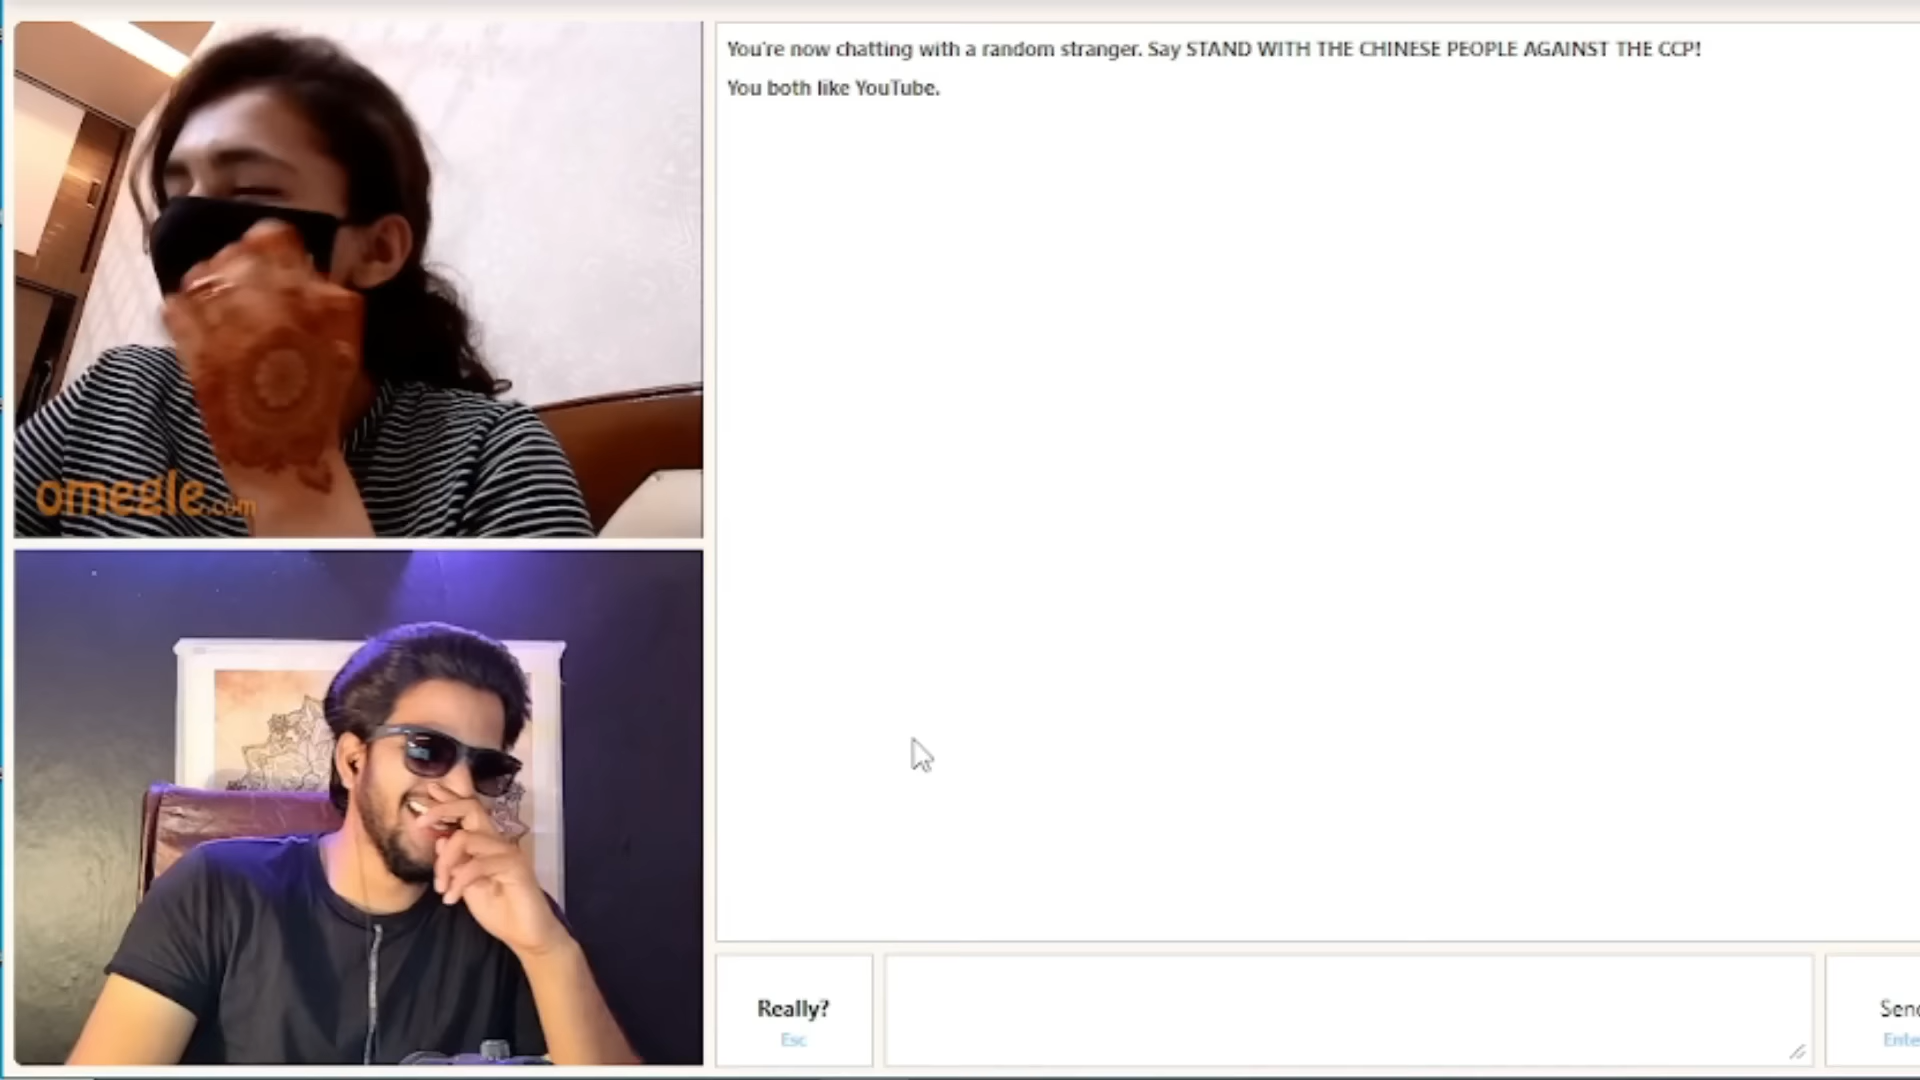 You're now chatting with a random stranger. Say STAND WITH THE CHINESE PEOPLE AGAINST THE CCP!
You both like YouTube.
omegle.com
Really?
Esc